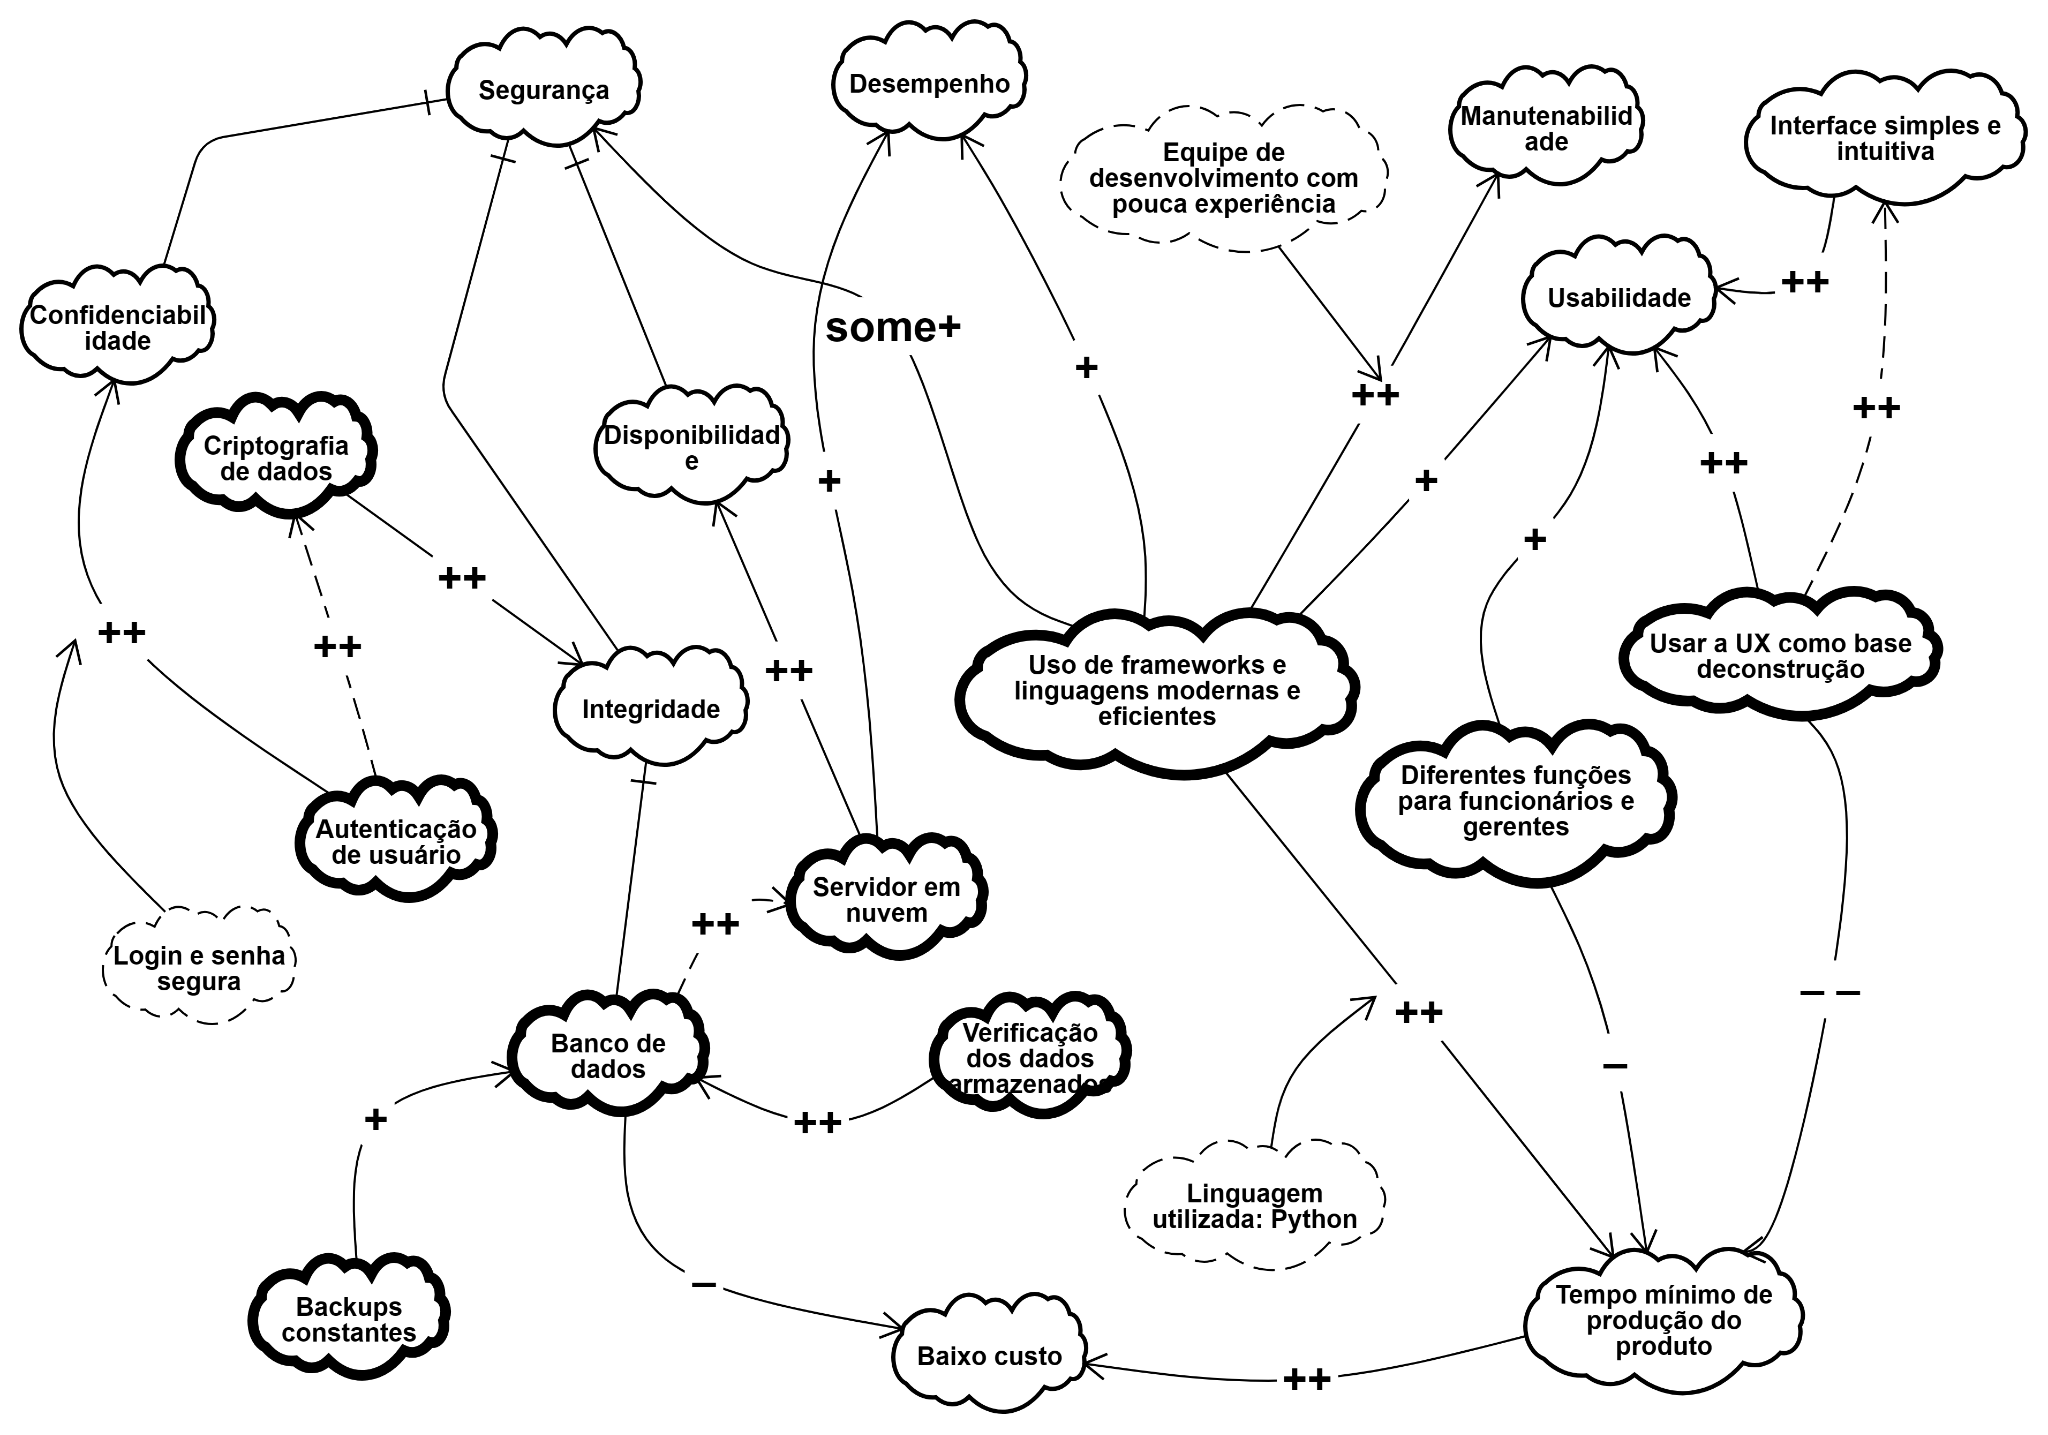 Segurança
Desempenho
Manutenabilid
ade
Interface simples e
intuitiva
Equipe de
desenvolvimento com
pouca experiência
Usabilidade
++
Confidenciabil
idade
some+
+
++
++
Criptografia
de dados
Disponibilidad
e
+
+
++
+
++
++
++
++
Usar a UX como base
deconstrução
Uso de frameworks e
linguagens modernas e
eficientes
Integridade
Diferentes funções
para funcionários e
gerentes
Autenticação
de usuário
Servidor em
nuvem
++
Login e senha
segura
– –
++
Banco de
dados
Verificação
dos dados
armazenados
–
+
++
Linguagem
utilizada: Python
–
Backups
constantes
Tempo mínimo de
produção do
produto
Baixo custo
++